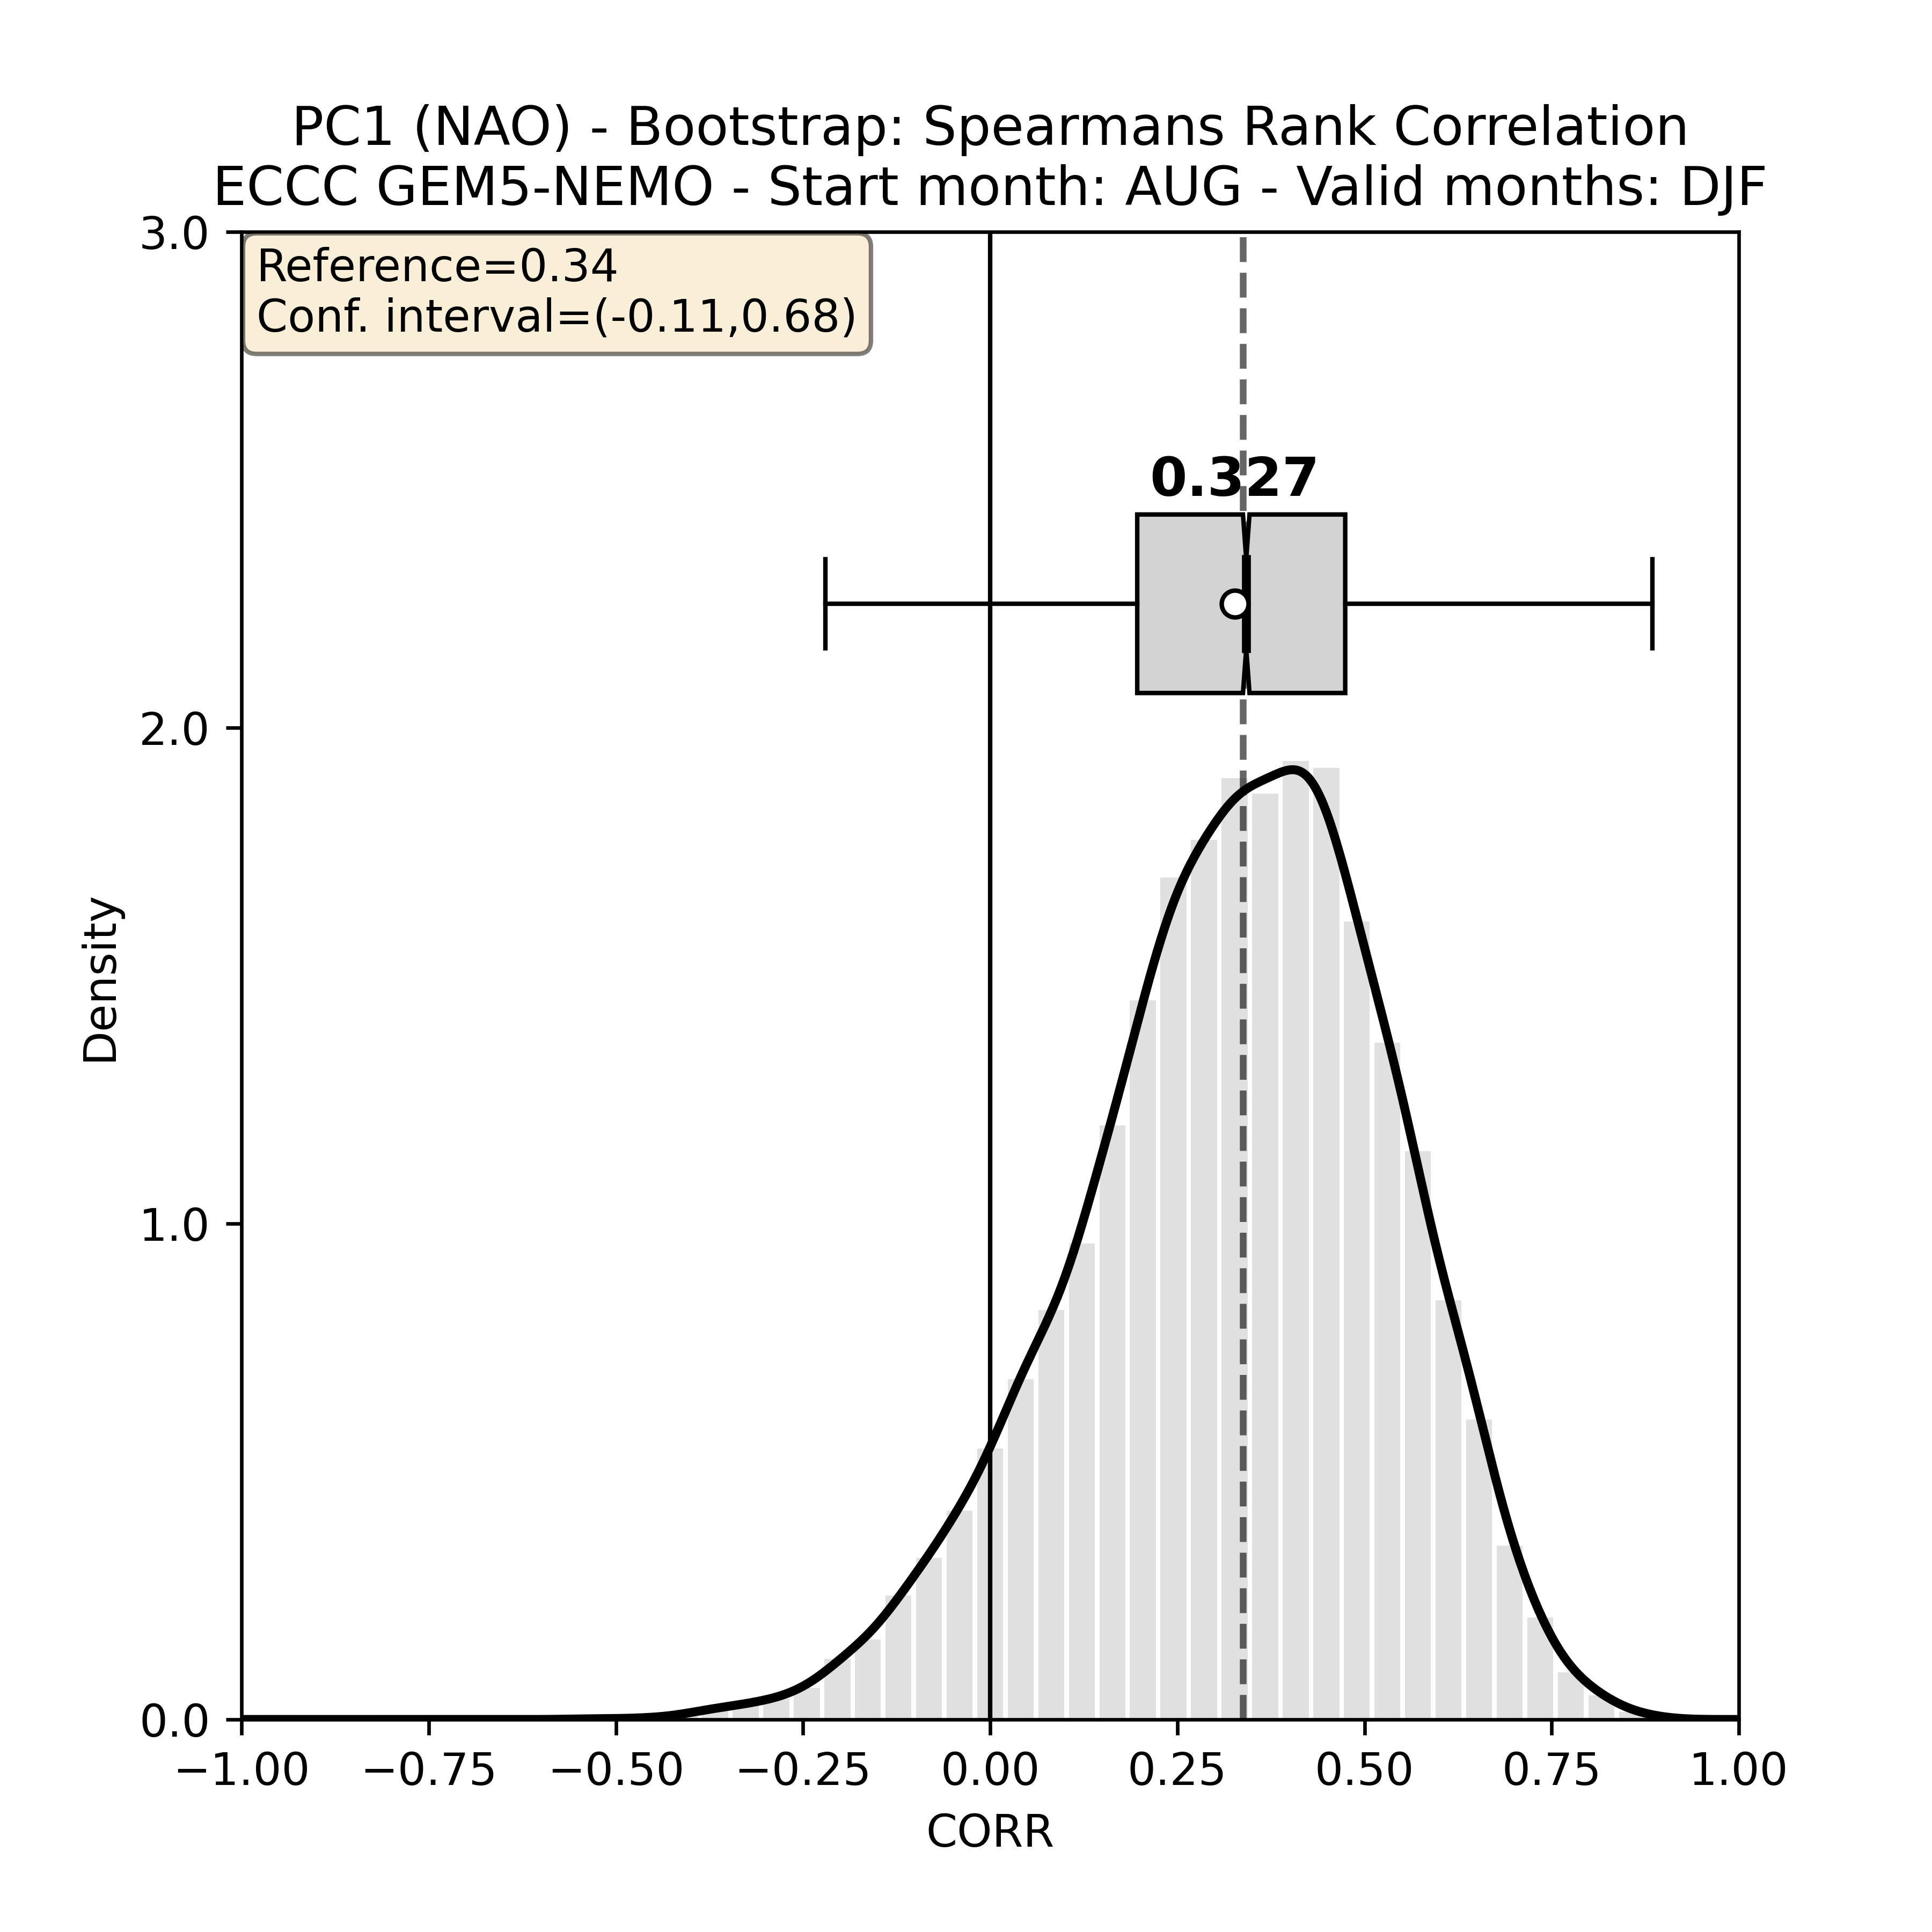 PC1 (NAO) - Bootstrap: Spearmans Rank Correlation
ECCC GEM5-NEMO - Start month: AUG - Valid months: DJF
3.0
Reference=0.34
Conf. interval=(-0.11,0.68)
0.327
2.0
Density
1.0
0.0
−1.00 −0.75 −0.50 −0.25 0.00 0.25 0.50 0.75 1.00
CORR